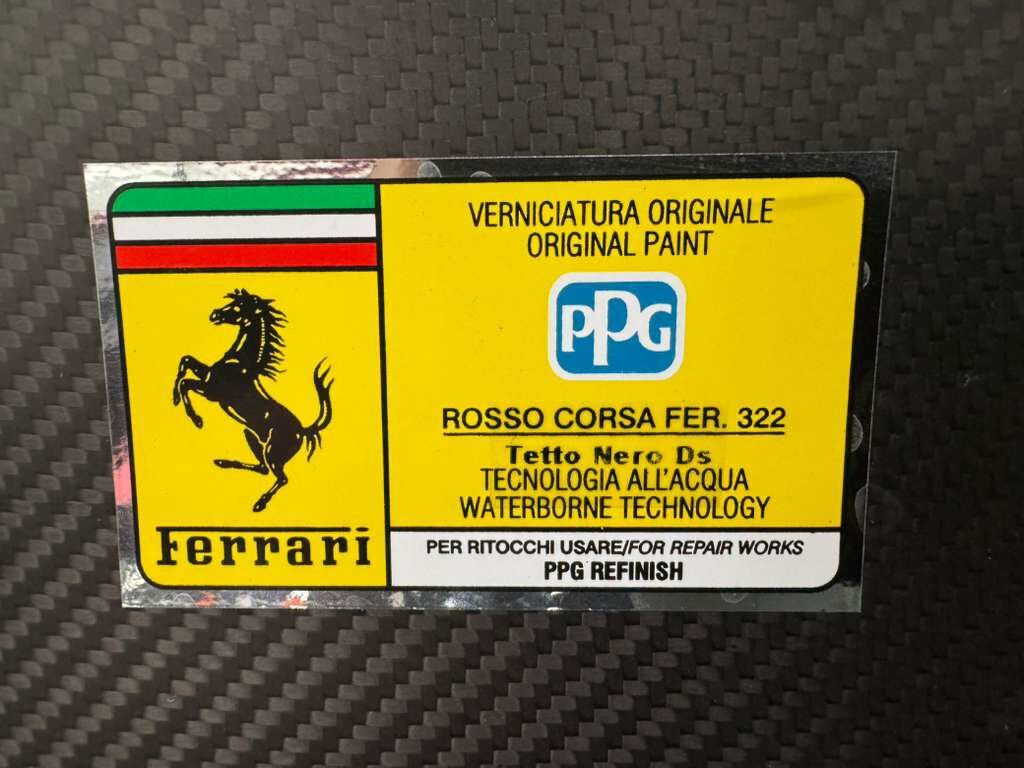 VERNICIATURA ORIGINALE
ORIGINAL PAINT
PPG
ROSSO CORSA FER. 322
Tetto Nero Ds
TECNOLOGIA ALL'ACQUA
WATERBORNE TECHNOLOGY
Ferrari
PER RITOCCHI USARE/FOR REPAIR WORKS
PPG REFINISH